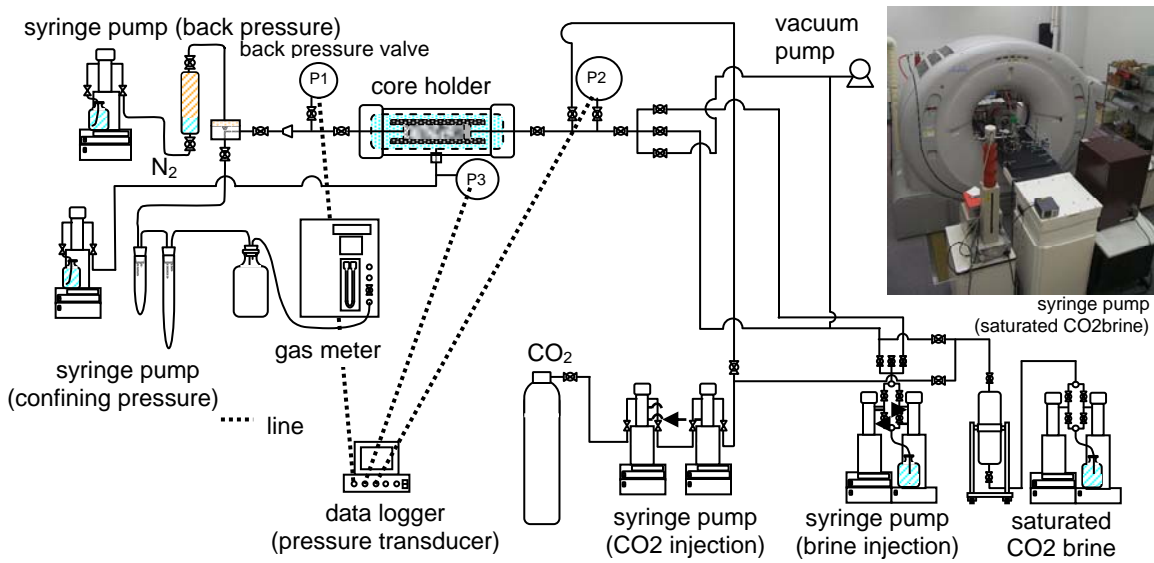 syringe pump (back pressure)
back pressure valve
vacuum
pump
P1
P2
core holder
N2
P3
syringe pump
(saturated CO2brine)
gas meter
CO2
syringe pump
(confining pressure)
line
data logger
(pressure transducer)
syringe pump
(CO2 injection)
syringe pump
(brine injection)
saturated
CO2 brine